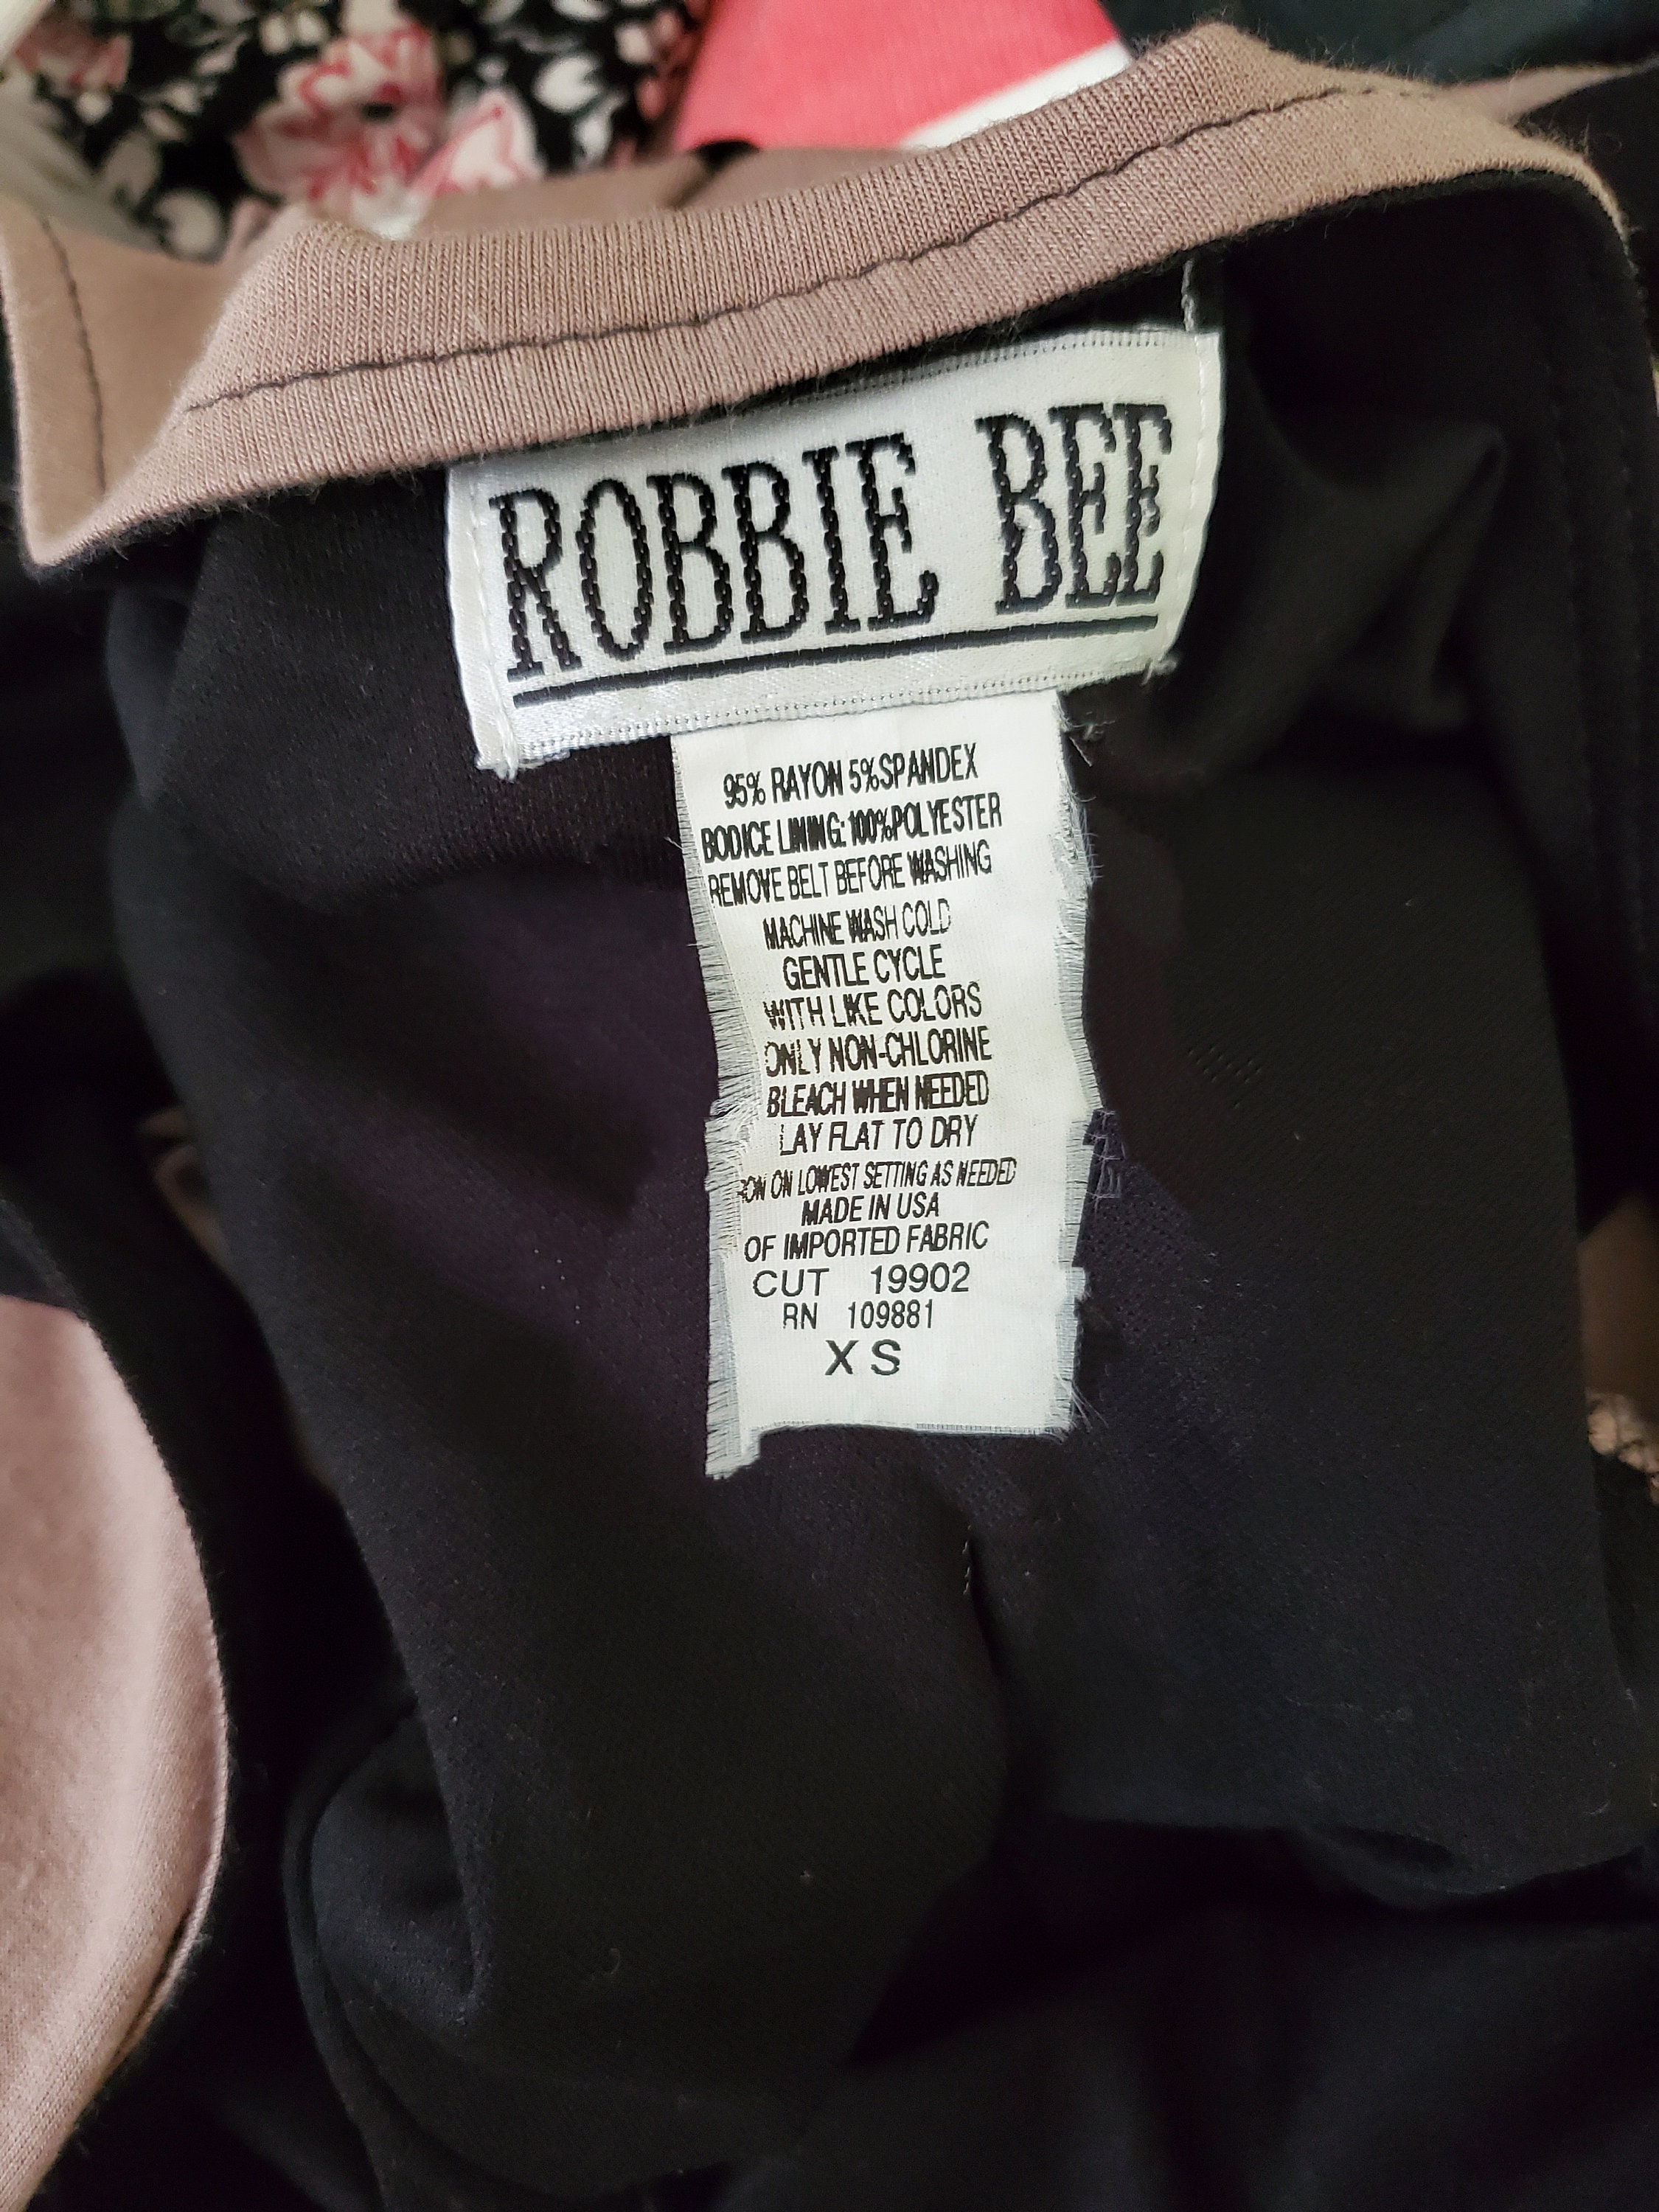 ROBBIE BEE
95% RAYON 5%SPANDEX
BODICE LINING: 100%POLYESTER
REMOVE BELT BEFORE WASHING
MACHINE WASH COLD
GENTLE CYCLE
WITH LIKE COLORS
ONLY NON-CHLORINE
BLEACH WHEN NEEDED
LAY FLAT TO DRY
IRON ON LOWEST SETTING AS NEEDED
MADE IN USA
OF IMPORTED FABRIC
CUT 19902
RN 109881
XS